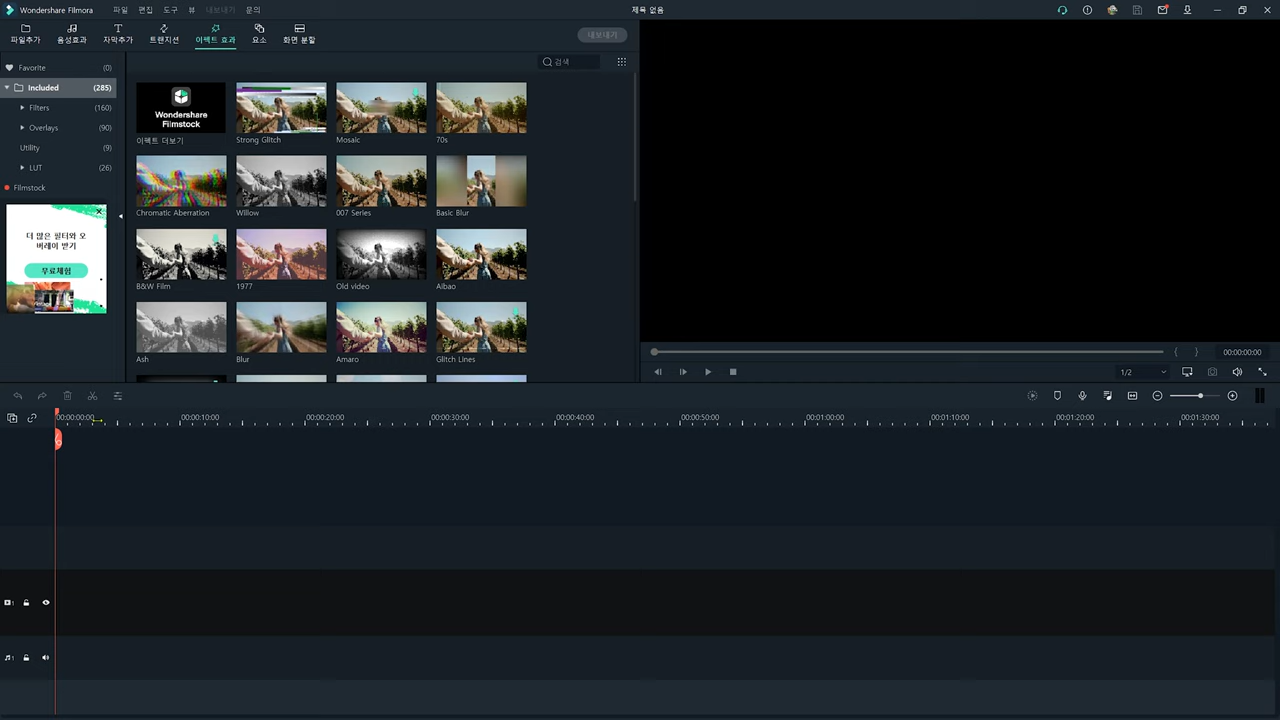 Wondershare Filmora
파일 편집 도구 뷰 내보내기 문의
제목 없음
파일추가 음성효과 자막추가 트랜지션 이펙트 효과 요소 화면 분할
내보내기
Favorite (0)
검색
Included (285)
Filters (160)
Overlays (90)
Utility (9)
LUT (26)
Filmstock
더 많은 필터와 오
버레이 받기
무료체험
Wondershare
Filmstock
이펙트 더보기 Strong Glitch Mosaic 70s
Chromatic Aberration Willow 007 Series Basic Blur
B&W Film 1977 Old video Aibao
Ash Blur Amaro Glitch Lines
00:00:00:00
1/2
00:00:00:00 00:00:10:00 00:00:20:00 00:00:30:00 00:00:40:00 00:00:50:00 00:01:00:00 00:01:10:00 00:01:20:00 00:01:30:00
1
1